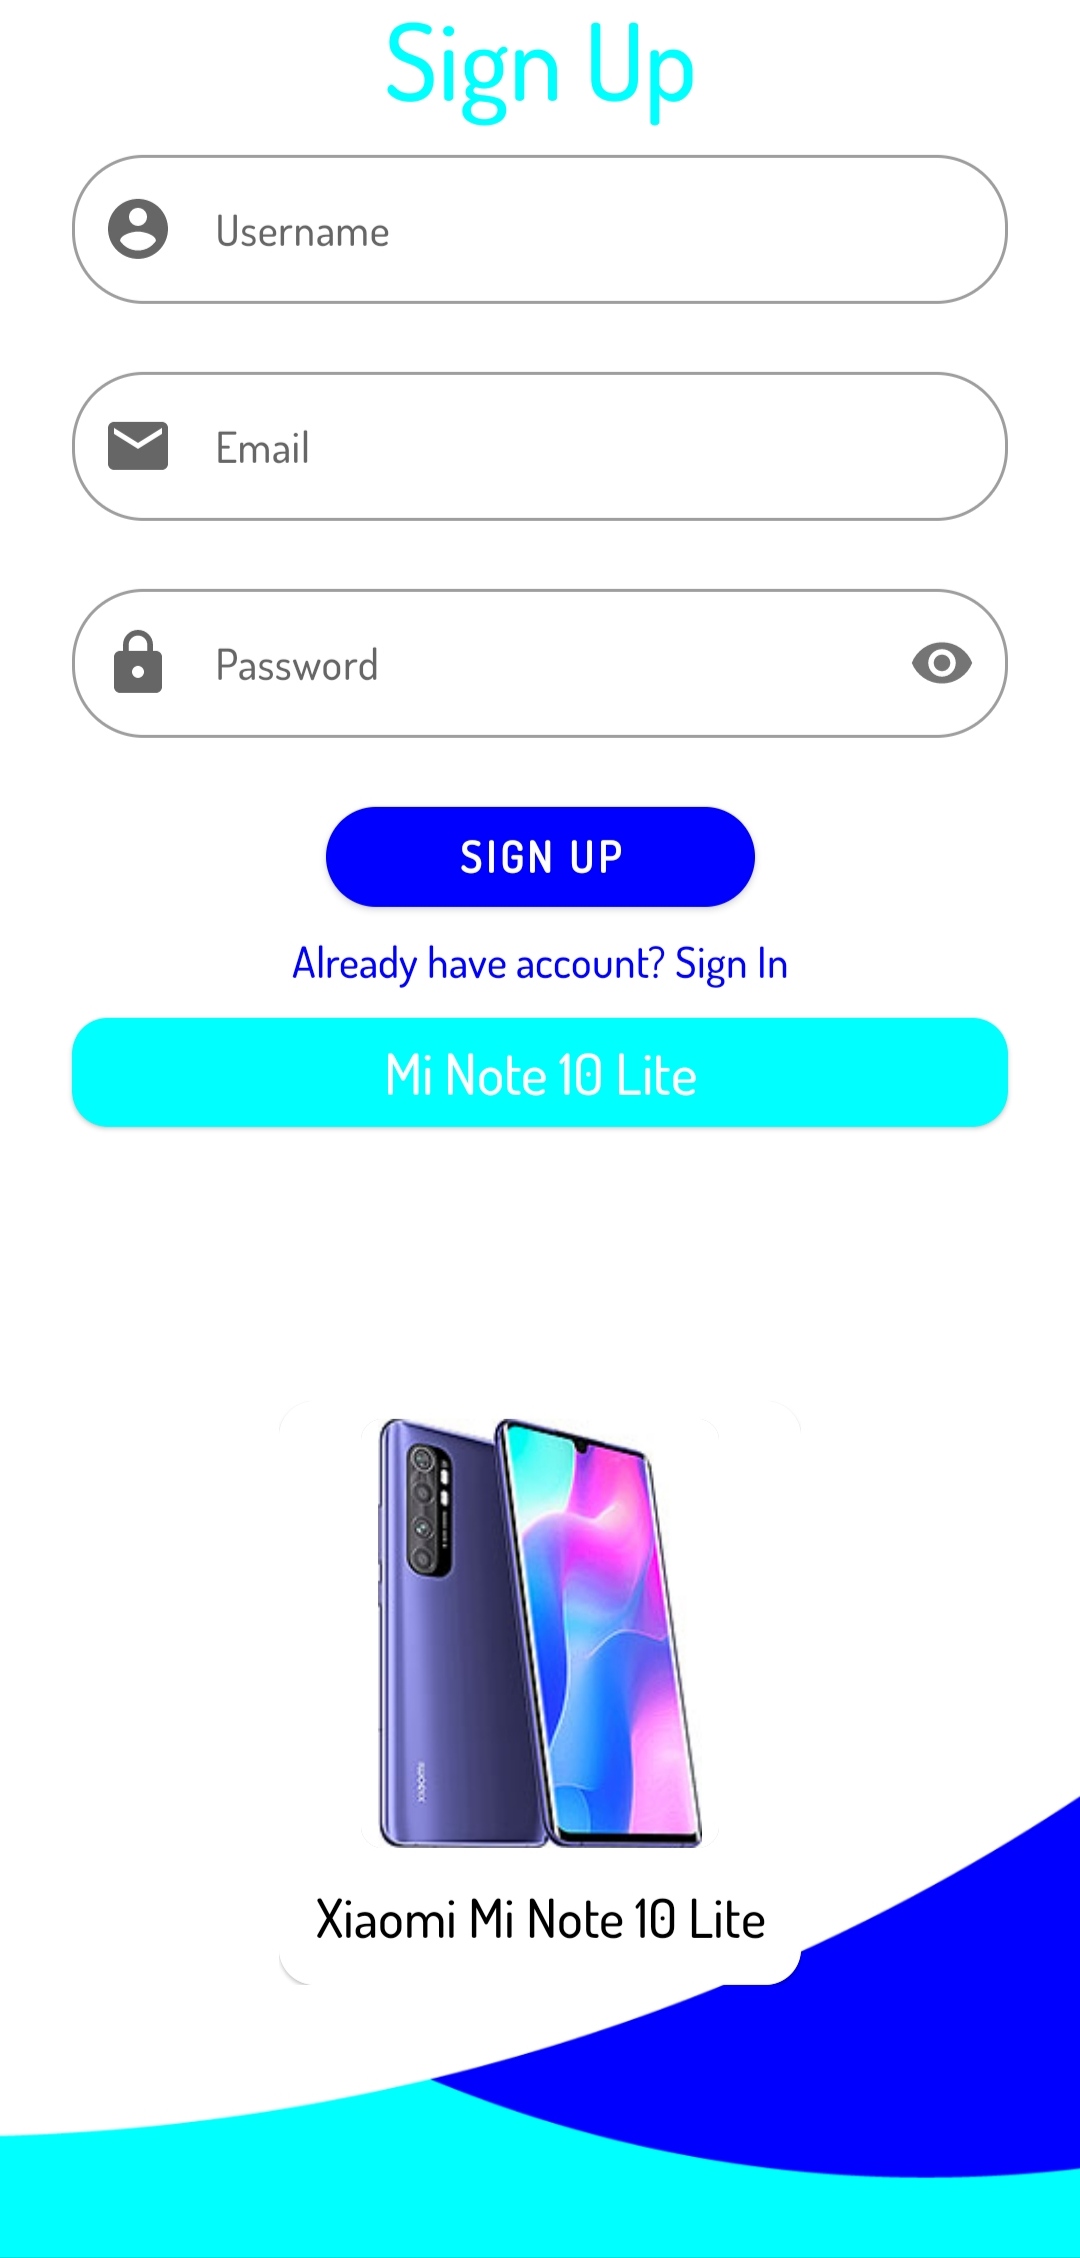 Sign Up
Username
Email
Password
SIGN UP
Already have account? Sign In
Mi Note 10 Lite
XIAOMI
Xiaomi Mi Note 10 Lite